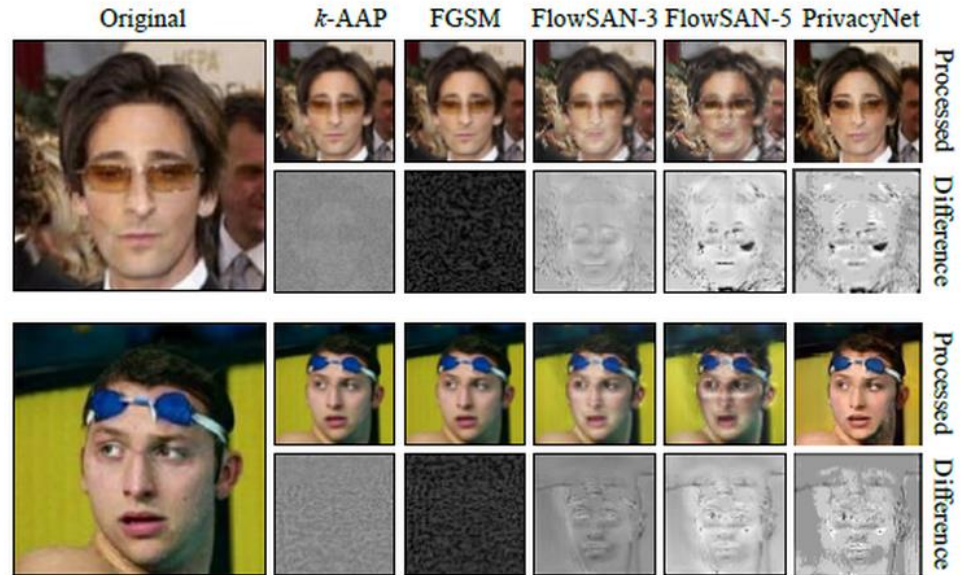 Original k-AAP FGSM FlowSAN-3 FlowSAN-5 PrivacyNet
Processed
Difference
Processed
Difference